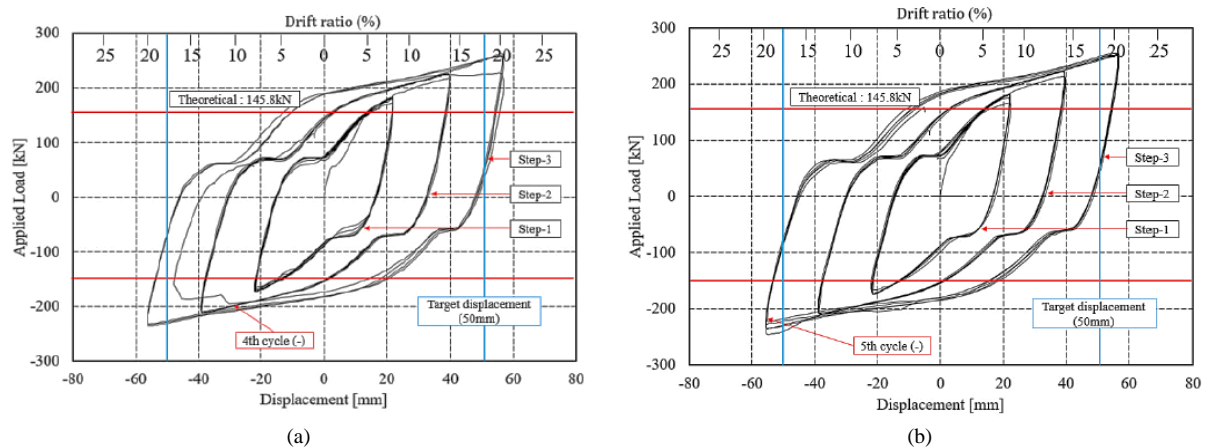 (a)
Drift ratio (%)
25 20 15 10 5 0 5 10 15 20 25
300
200
100
0
-100
-200
-300
Applied Load [kN]
Theoretical : 145.8kN
Step-3
Step-2
Step-1
Target displacement
(50mm)
4th cycle (-)
-80 -60 -40 -20 0 20 40 60 80
Displacement [mm]
(a)
(b)
Drift ratio (%)
25 20 15 10 5 0 5 10 15 20 25
300
200
100
0
-100
-200
-300
Applied Load [kN]
Theoretical : 145.8kN
Step-3
Step-2
Step-1
Target displacement
(50mm)
5th cycle (-)
-80 -60 -40 -20 0 20 40 60 80
Displacement [mm]
(b)